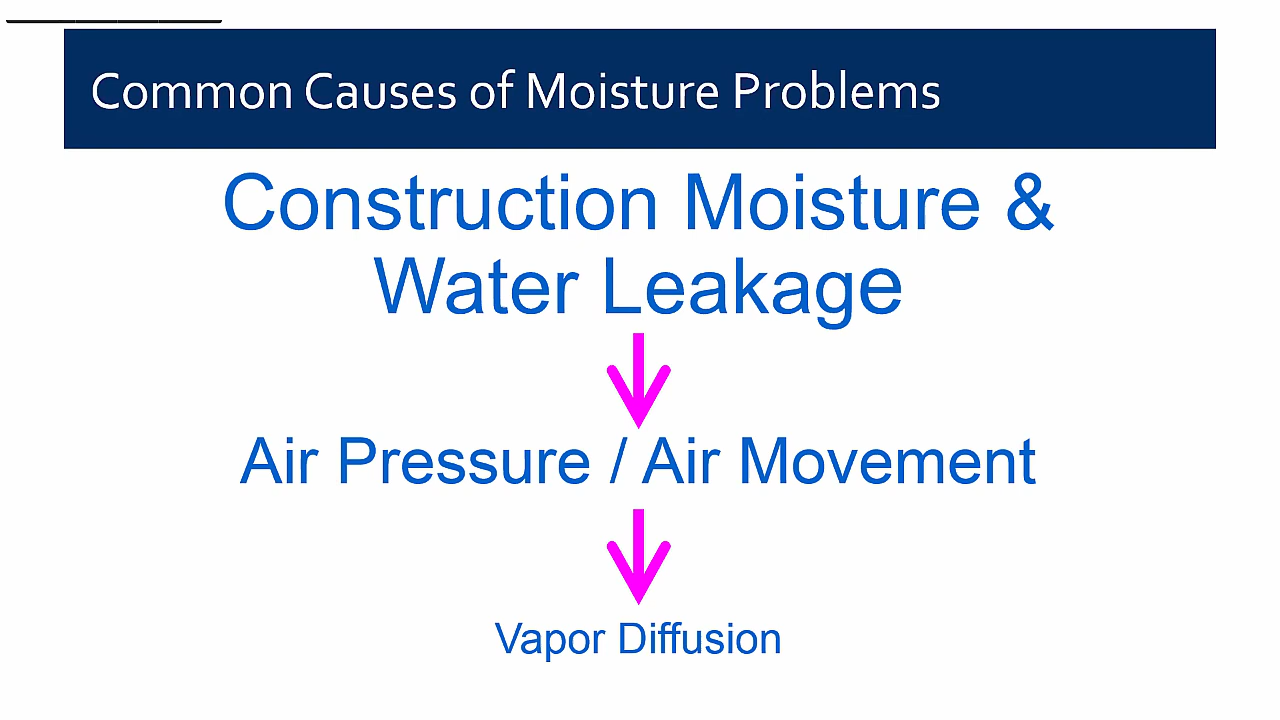 Common Causes of Moisture Problems
Construction Moisture &
Water Leakage
Air Pressure / Air Movement
Vapor Diffusion